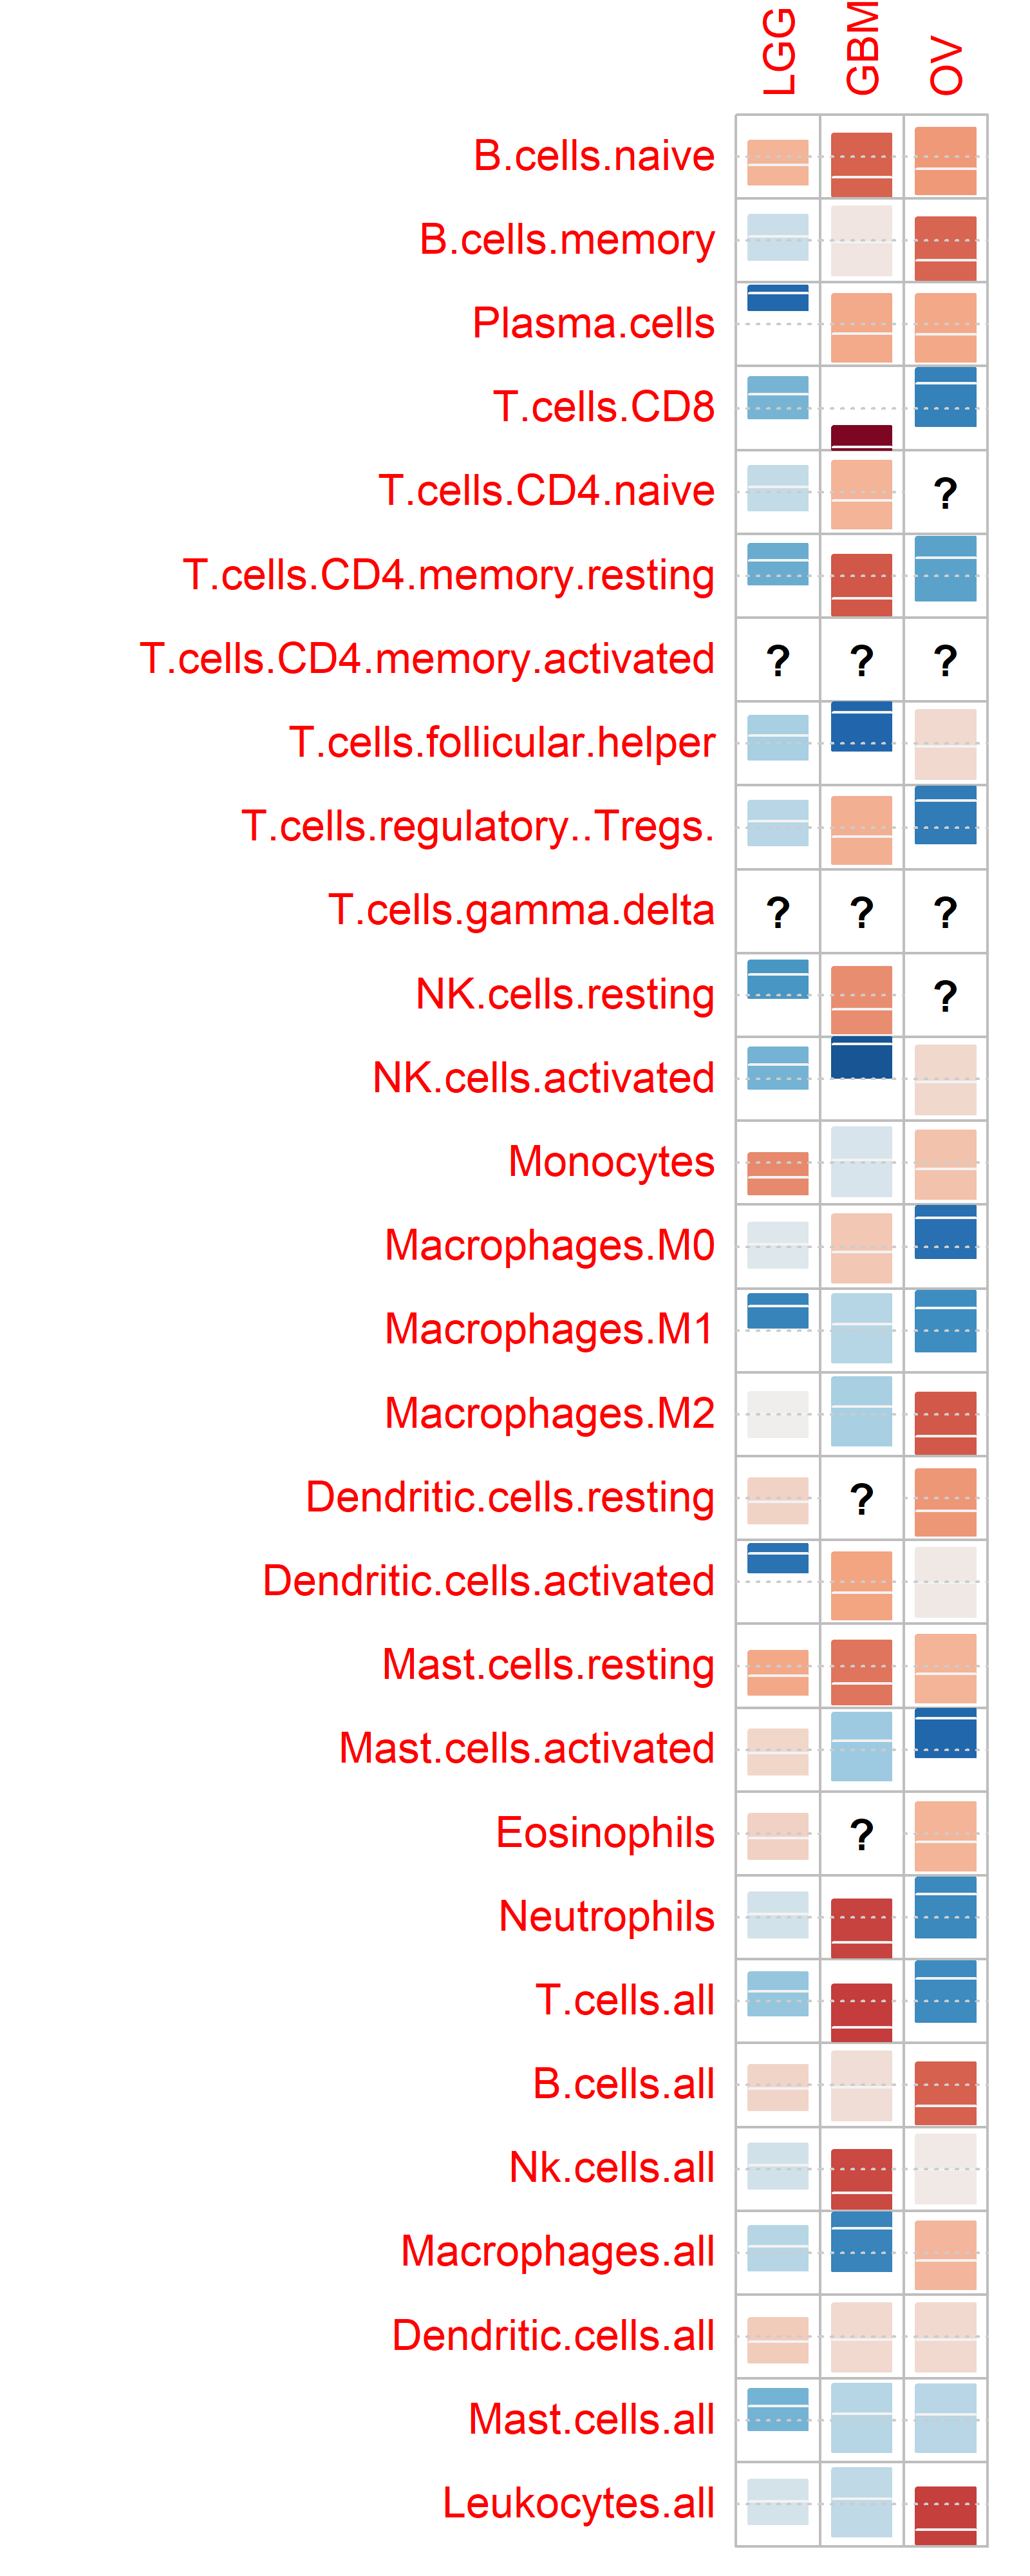 LGG GBM OV
B.cells.naive
B.cells.memory
Plasma.cells
T.cells.CD8
T.cells.CD4.naive ?
T.cells.CD4.memory.resting
T.cells.CD4.memory.activated ? ? ?
T.cells.follicular.helper
T.cells.regulatory..Tregs.
T.cells.gamma.delta ? ? ?
NK.cells.resting ?
NK.cells.activated
Monocytes
Macrophages.M0
Macrophages.M1
Macrophages.M2
Dendritic.cells.resting ?
Dendritic.cells.activated
Mast.cells.resting
Mast.cells.activated
Eosinophils ?
Neutrophils
T.cells.all
B.cells.all
Nk.cells.all
Macrophages.all
Dendritic.cells.all
Mast.cells.all
Leukocytes.all